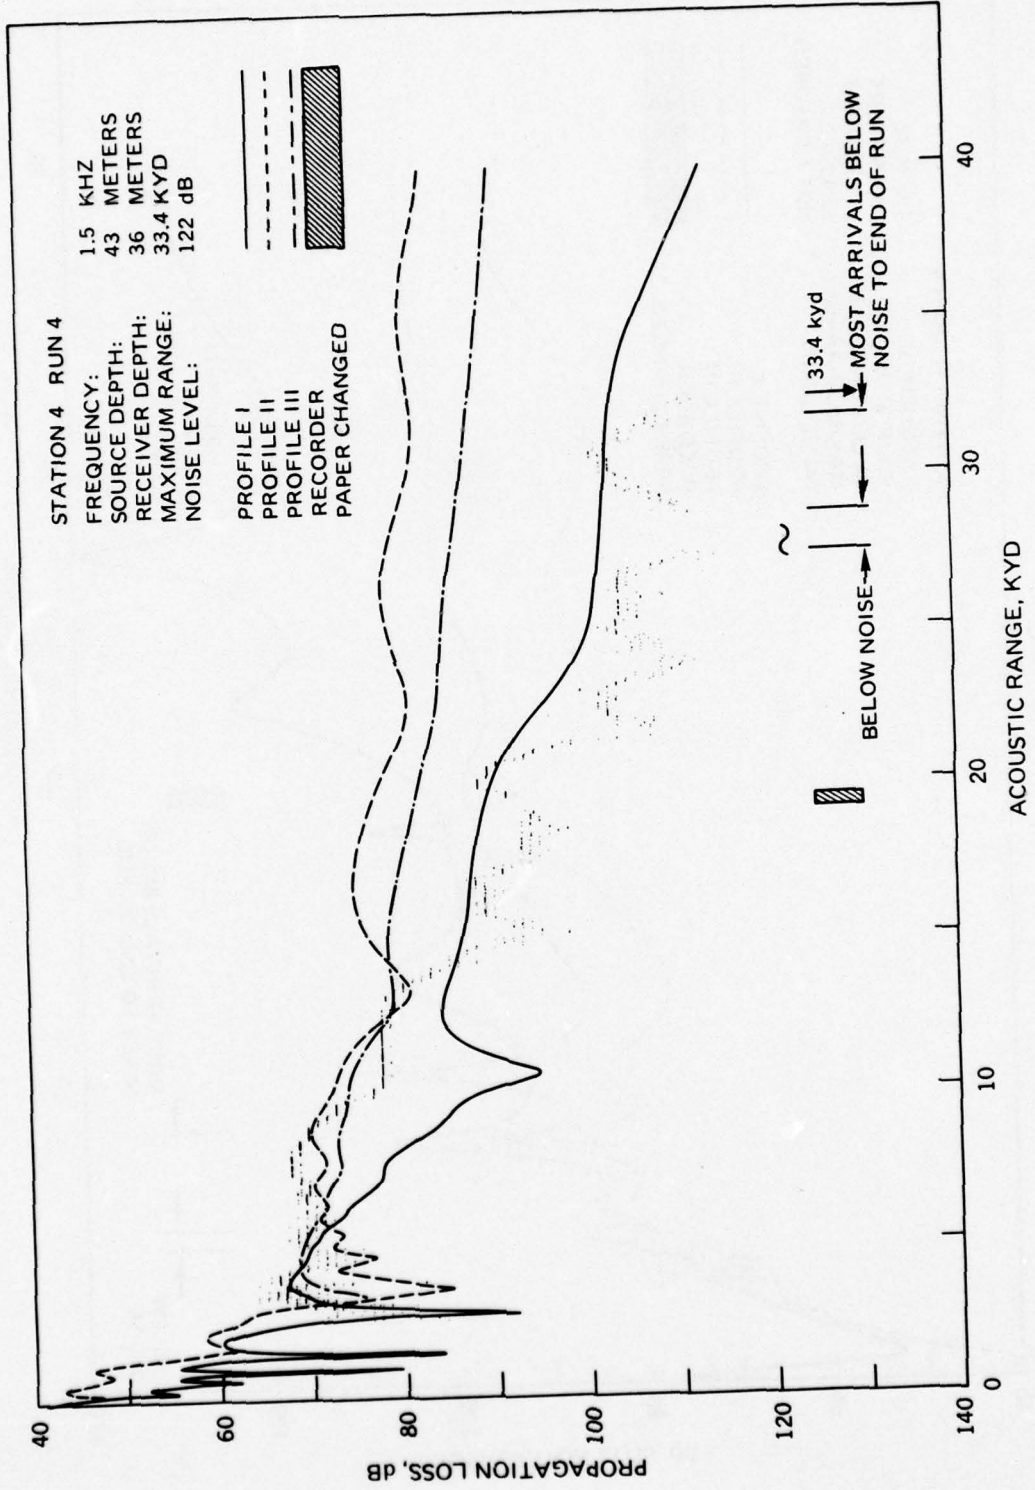 STATION 4 RUN 4
FREQUENCY: 1.5 KHZ
SOURCE DEPTH: 43 METERS
RECEIVER DEPTH: 36 METERS
MAXIMUM RANGE: 33.4 KYD
NOISE LEVEL: 122 dB
PROFILE I
PROFILE II
PROFILE III
RECORDER
PAPER CHANGED
40
60
80
100
140
PROPAGATION LOSS, dB
33.4 kyd
MOST ARRIVALS BELOW
NOISE TO END OF RUN
~
BELOW NOISE
0
10
20
30
40
ACOUSTIC RANGE, KYD